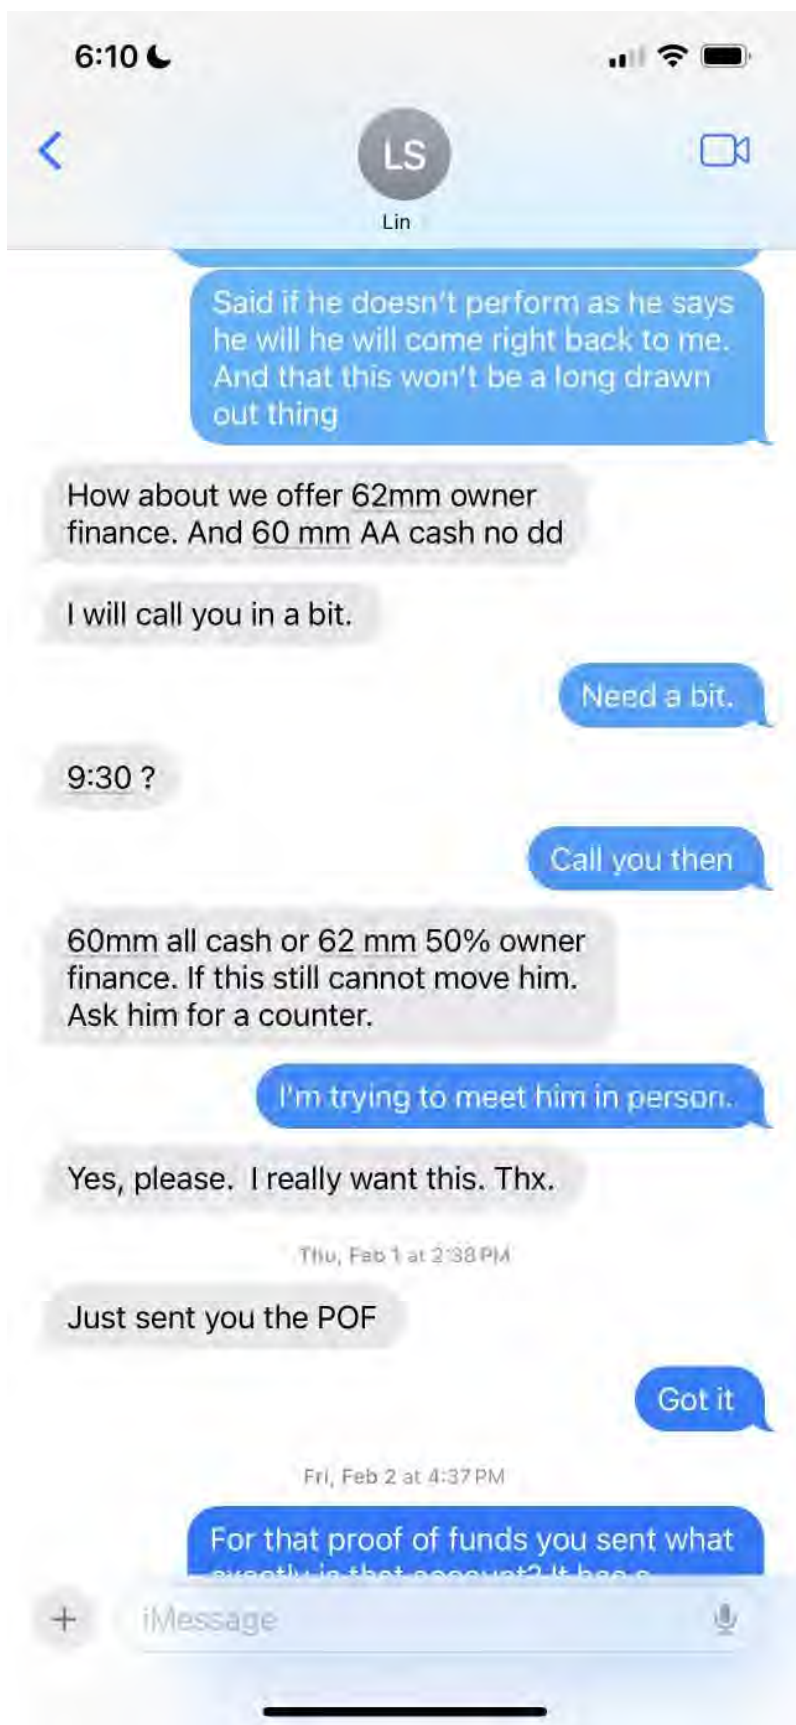 6:10
LS
Lin
Said if he doesn't perform as he says
he will he will come right back to me.
And that this won't be a long drawn
out thing
How about we offer 62mm owner
finance. And 60 mm AA cash no dd
I will call you in a bit.
Need a bit.
9:30 ?
Call you then
60mm all cash or 62 mm 50% owner
finance. If this still cannot move him.
Ask him for a counter.
I'm trying to meet him in person.
Yes, please.  I really want this. Thx.
Thu, Feb 1 at 2:38 PM
Just sent you the POF
Got it
Fri, Feb 2 at 4:37 PM
For that proof of funds you sent what
exactly is that account? It has a
iMessage